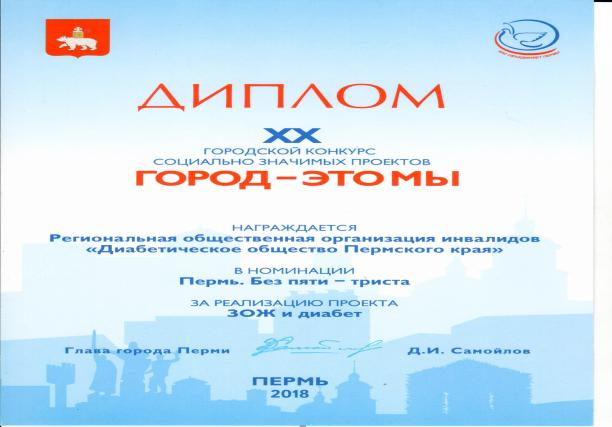 ДИПЛОМ
XX
ГОРОДСКОЙ КОНКУРС
СОЦИАЛЬНО ЗНАЧИМЫХ ПРОЕКТОВ
ГОРОД – ЭТО МЫ
НАГРАЖДАЕТСЯ
Региональная общественная организация инвалидов
«Диабетическое общество Пермского края»
В НОМИНАЦИИ
Пермь. Без пяти – триста
ЗА РЕАЛИЗАЦИЮ ПРОЕКТА
ЗОЖ и диабет
Глава города Перми Д.И. Самойлов
ПЕРМЬ
2018